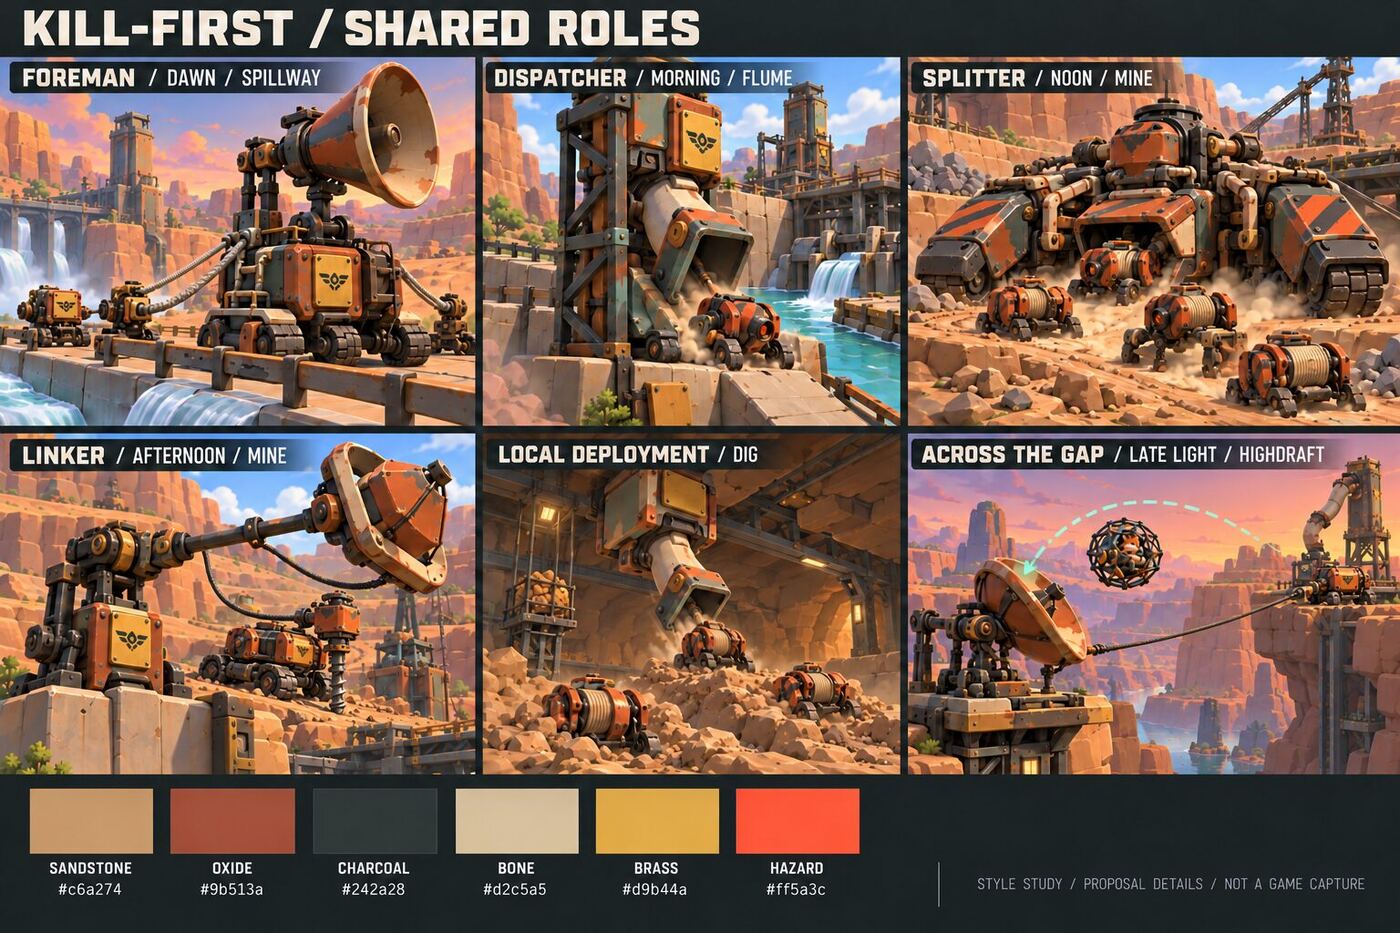 KILL-FIRST / SHARED ROLES
FOREMAN / DAWN / SPILLWAY
DISPATCHER / MORNING / FLUME
SPLITTER / NOON / MINE
LINKER / AFTERNOON / MINE
LOCAL DEPLOYMENT / DIG
ACROSS THE GAP / LATE LIGHT / HIGHDRAFT
SANDSTONE
#c6a274
OXIDE
#9b513a
CHARCOAL
#242a28
BONE
#d2c5a5
BRASS
#d9b44a
HAZARD
#ff5a3c
STYLE STUDY / PROPOSAL DETAILS / NOT A GAME CAPTURE